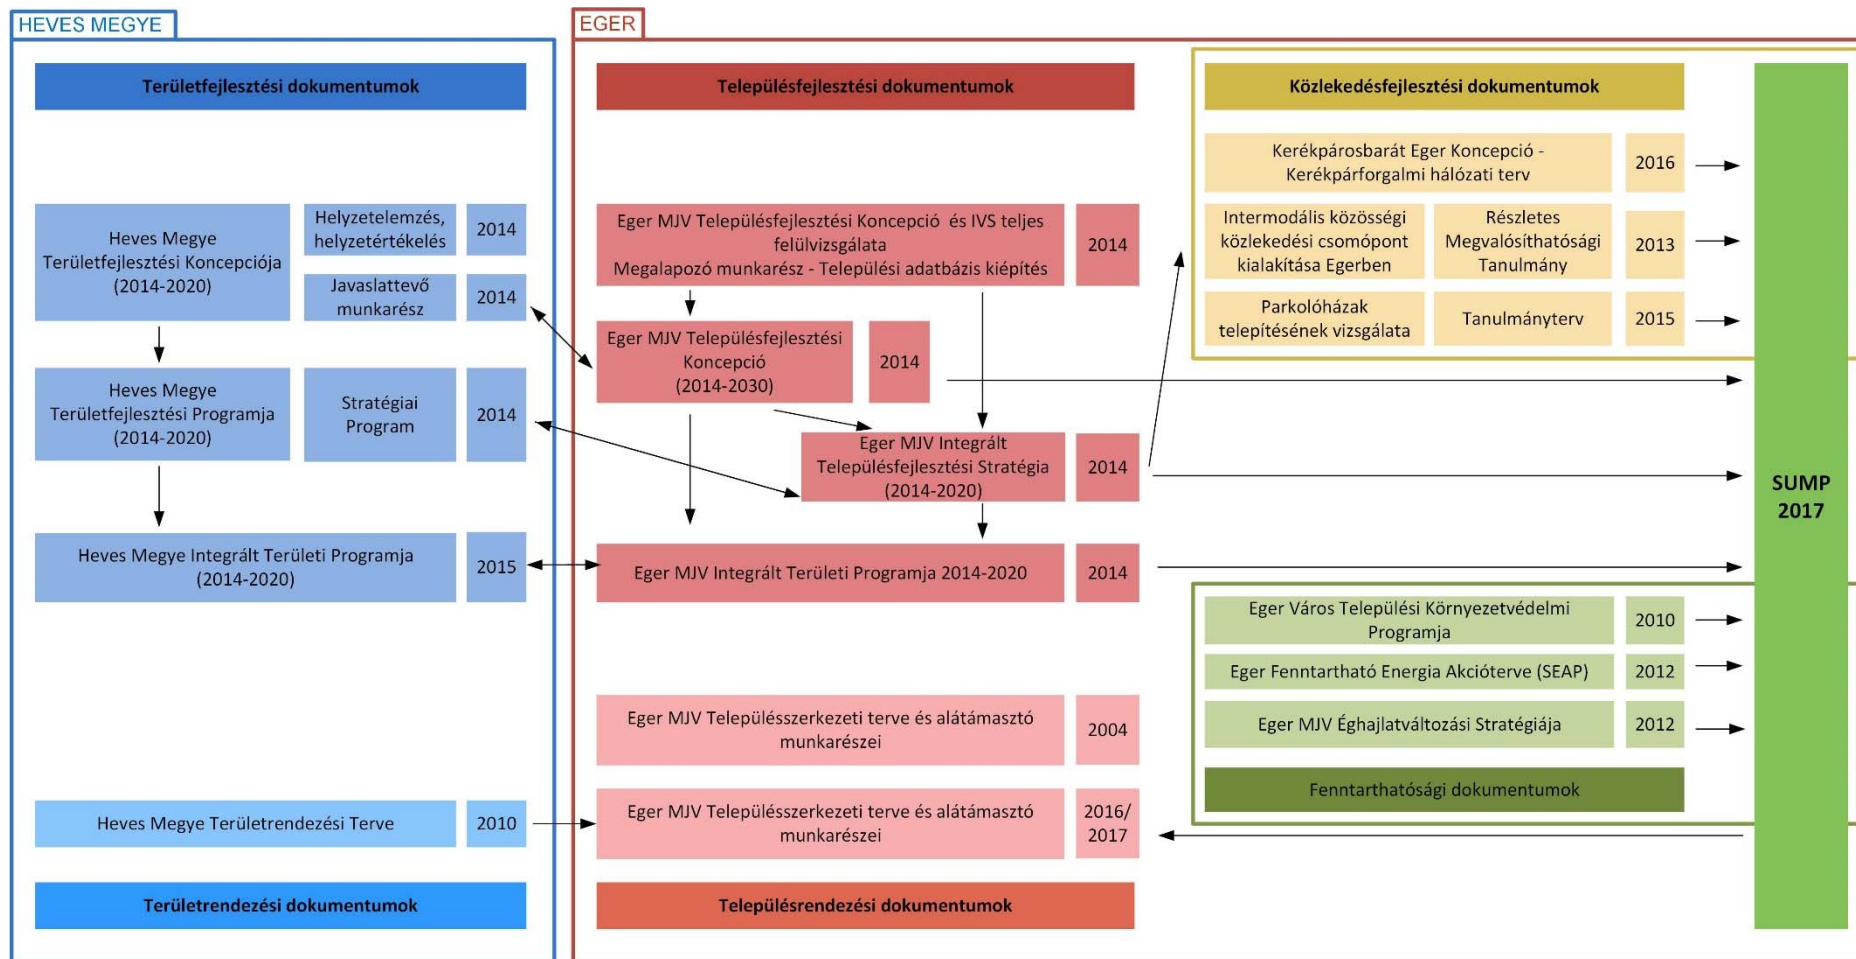 HEVES MEGYE
Területfejlesztési dokumentumok
Heves Megye
Területfejlesztési Koncepciója
(2014-2020)
Helyzetelemzés,
helyzetértékelés
2014
Javaslattevő
munkarész
2014
Heves Megye
Területfejlesztési Programja
(2014-2020)
Stratégiai
Program
2014
Heves Megye Integrált Területi Programja
(2014-2020)
2015
Heves Megye Területrendezési Terve
2010
Területrendezési dokumentumok
EGER
Településfejlesztési dokumentumok
Eger MJV Településfejlesztési Koncepció és IVS teljes
felülvizsgálata
Megalapozó munkarész - Települési adatbázis kiépítés
2014
Eger MJV Településfejlesztési
Koncepció
(2014-2030)
2014
Eger MJV Integrált
Településfejlesztési Stratégia
(2014-2020)
2014
Eger MJV Integrált Területi Programja 2014-2020
2014
Eger MJV Településszerkezeti terve és alátámasztó
munkarészei
2004
Eger MJV Településszerkezeti terve és alátámasztó
munkarészei
2016/
2017
Településrendezési dokumentumok
Közlekedésfejlesztési dokumentumok
Kerékpárosbarát Eger Koncepció -
Kerékpárforgalmi hálózati terv
2016
Intermodális közösségi
közlekedési csomópont
kialakítása Egerben
Részletes
Megvalósíthatósági
Tanulmány
2013
Parkolóházak
telepítésének vizsgálata
Tanulmányterv
2015
Eger Város Települési Környezetvédelmi
Programja
2010
Eger Fenntartható Energia Akcióterve (SEAP)
2012
Eger MJV Éghajlatváltozási Stratégiája
2012
Fenntarthatósági dokumentumok
SUMP
2017